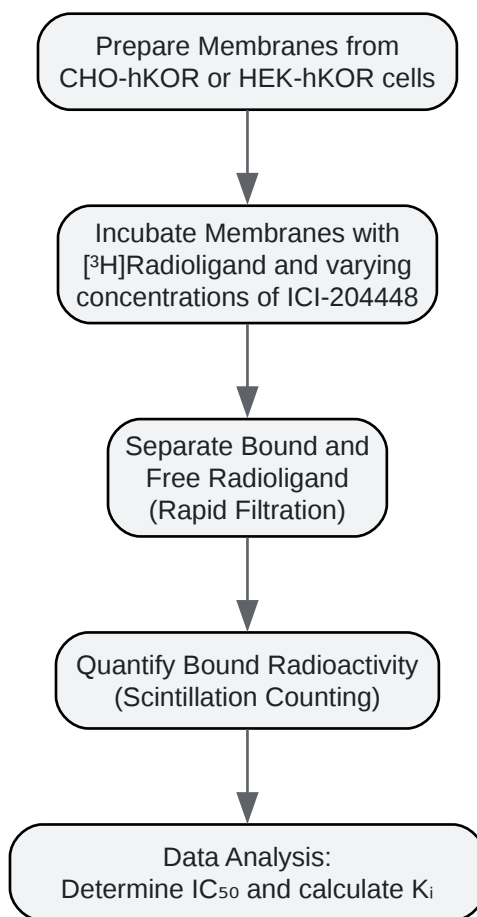 Prepare Membranes from
CHO-hKOR or HEK-hKOR cells
Incubate Membranes with
[³H]Radioligand and varying
concentrations of ICI-204448
Separate Bound and
Free Radioligand
(Rapid Filtration)
Quantify Bound Radioactivity
(Scintillation Counting)
Data Analysis:
Determine IC₅₀ and calculate Kᵢ